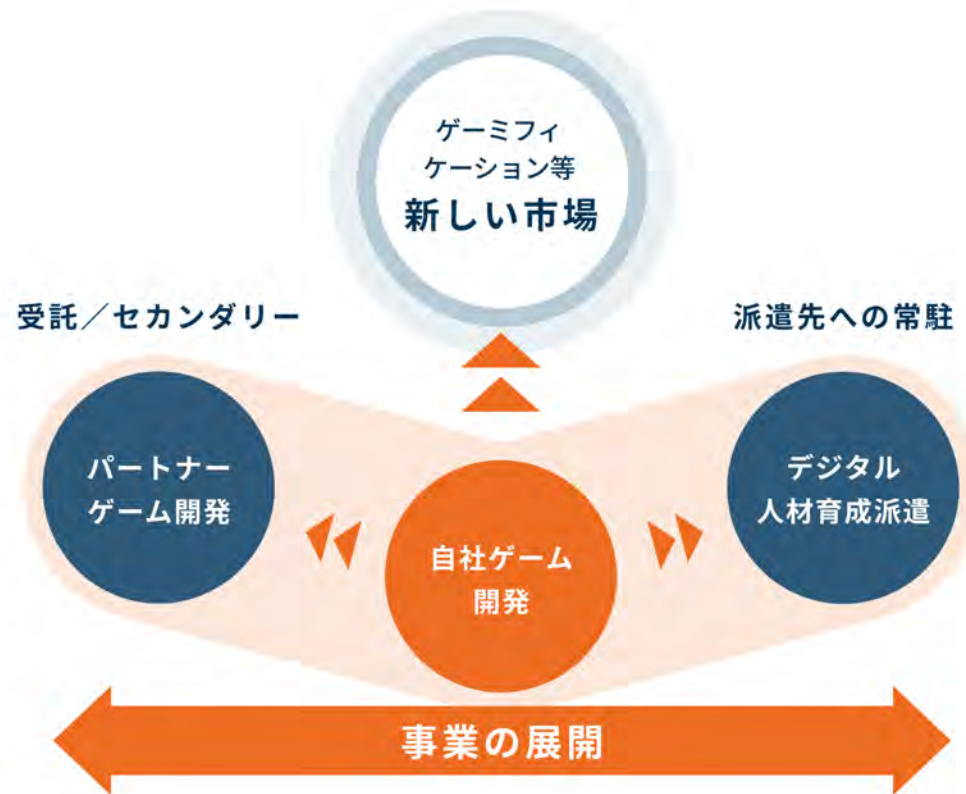 ゲーミフィ
ケーション等
新しい市場
受託／セカンダリー
派遣先への常駐
パートナー
ゲーム開発
デジタル
人材育成派遣
自社ゲーム
開発
事業の展開